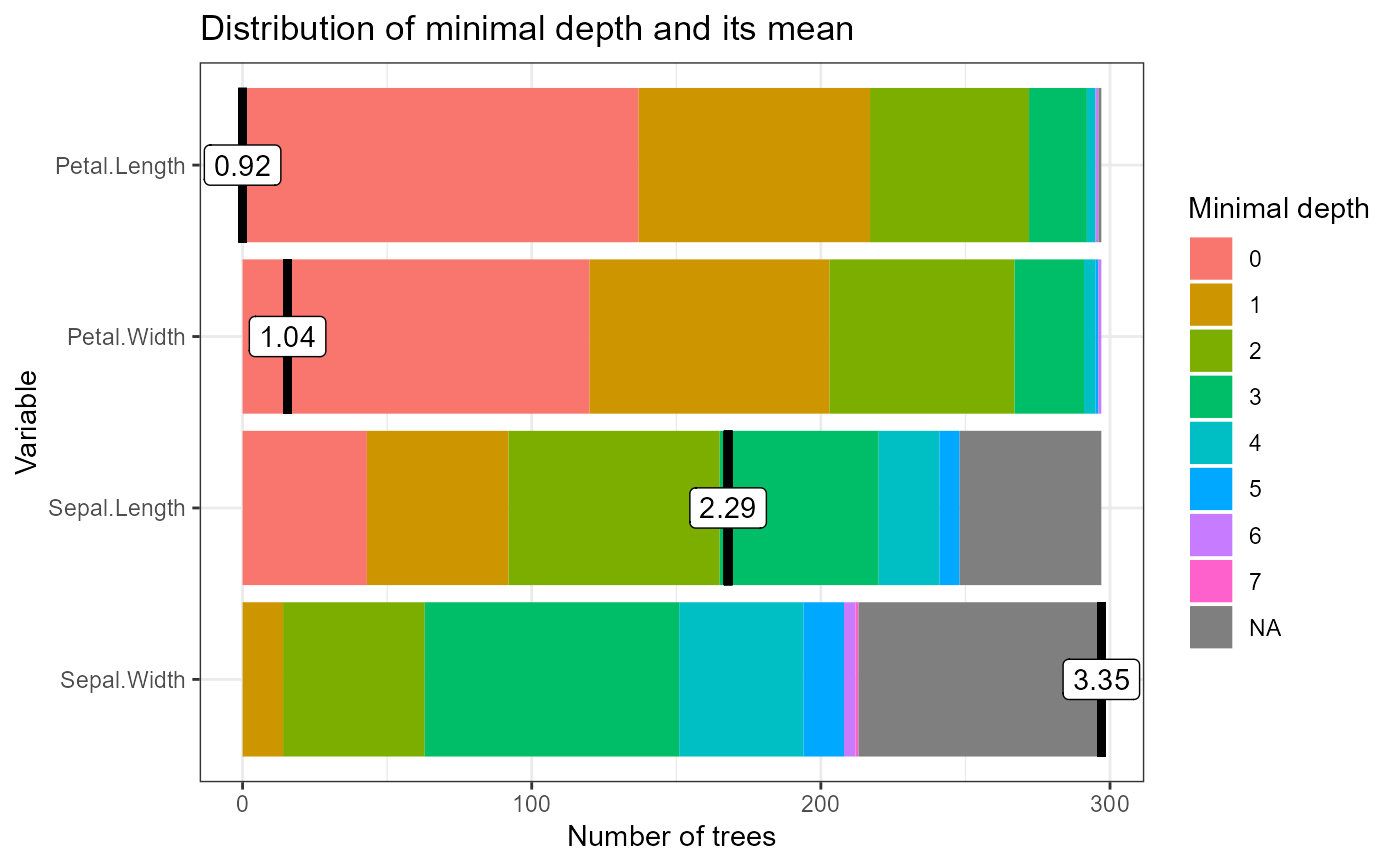 Distribution of minimal depth and its mean
Variable
Petal.Length
0.92
Petal.Width
1.04
Sepal.Length
2.29
Sepal.Width
3.35
0 100 200 300
Number of trees
Minimal depth
0
1
2
3
4
5
6
7
NA